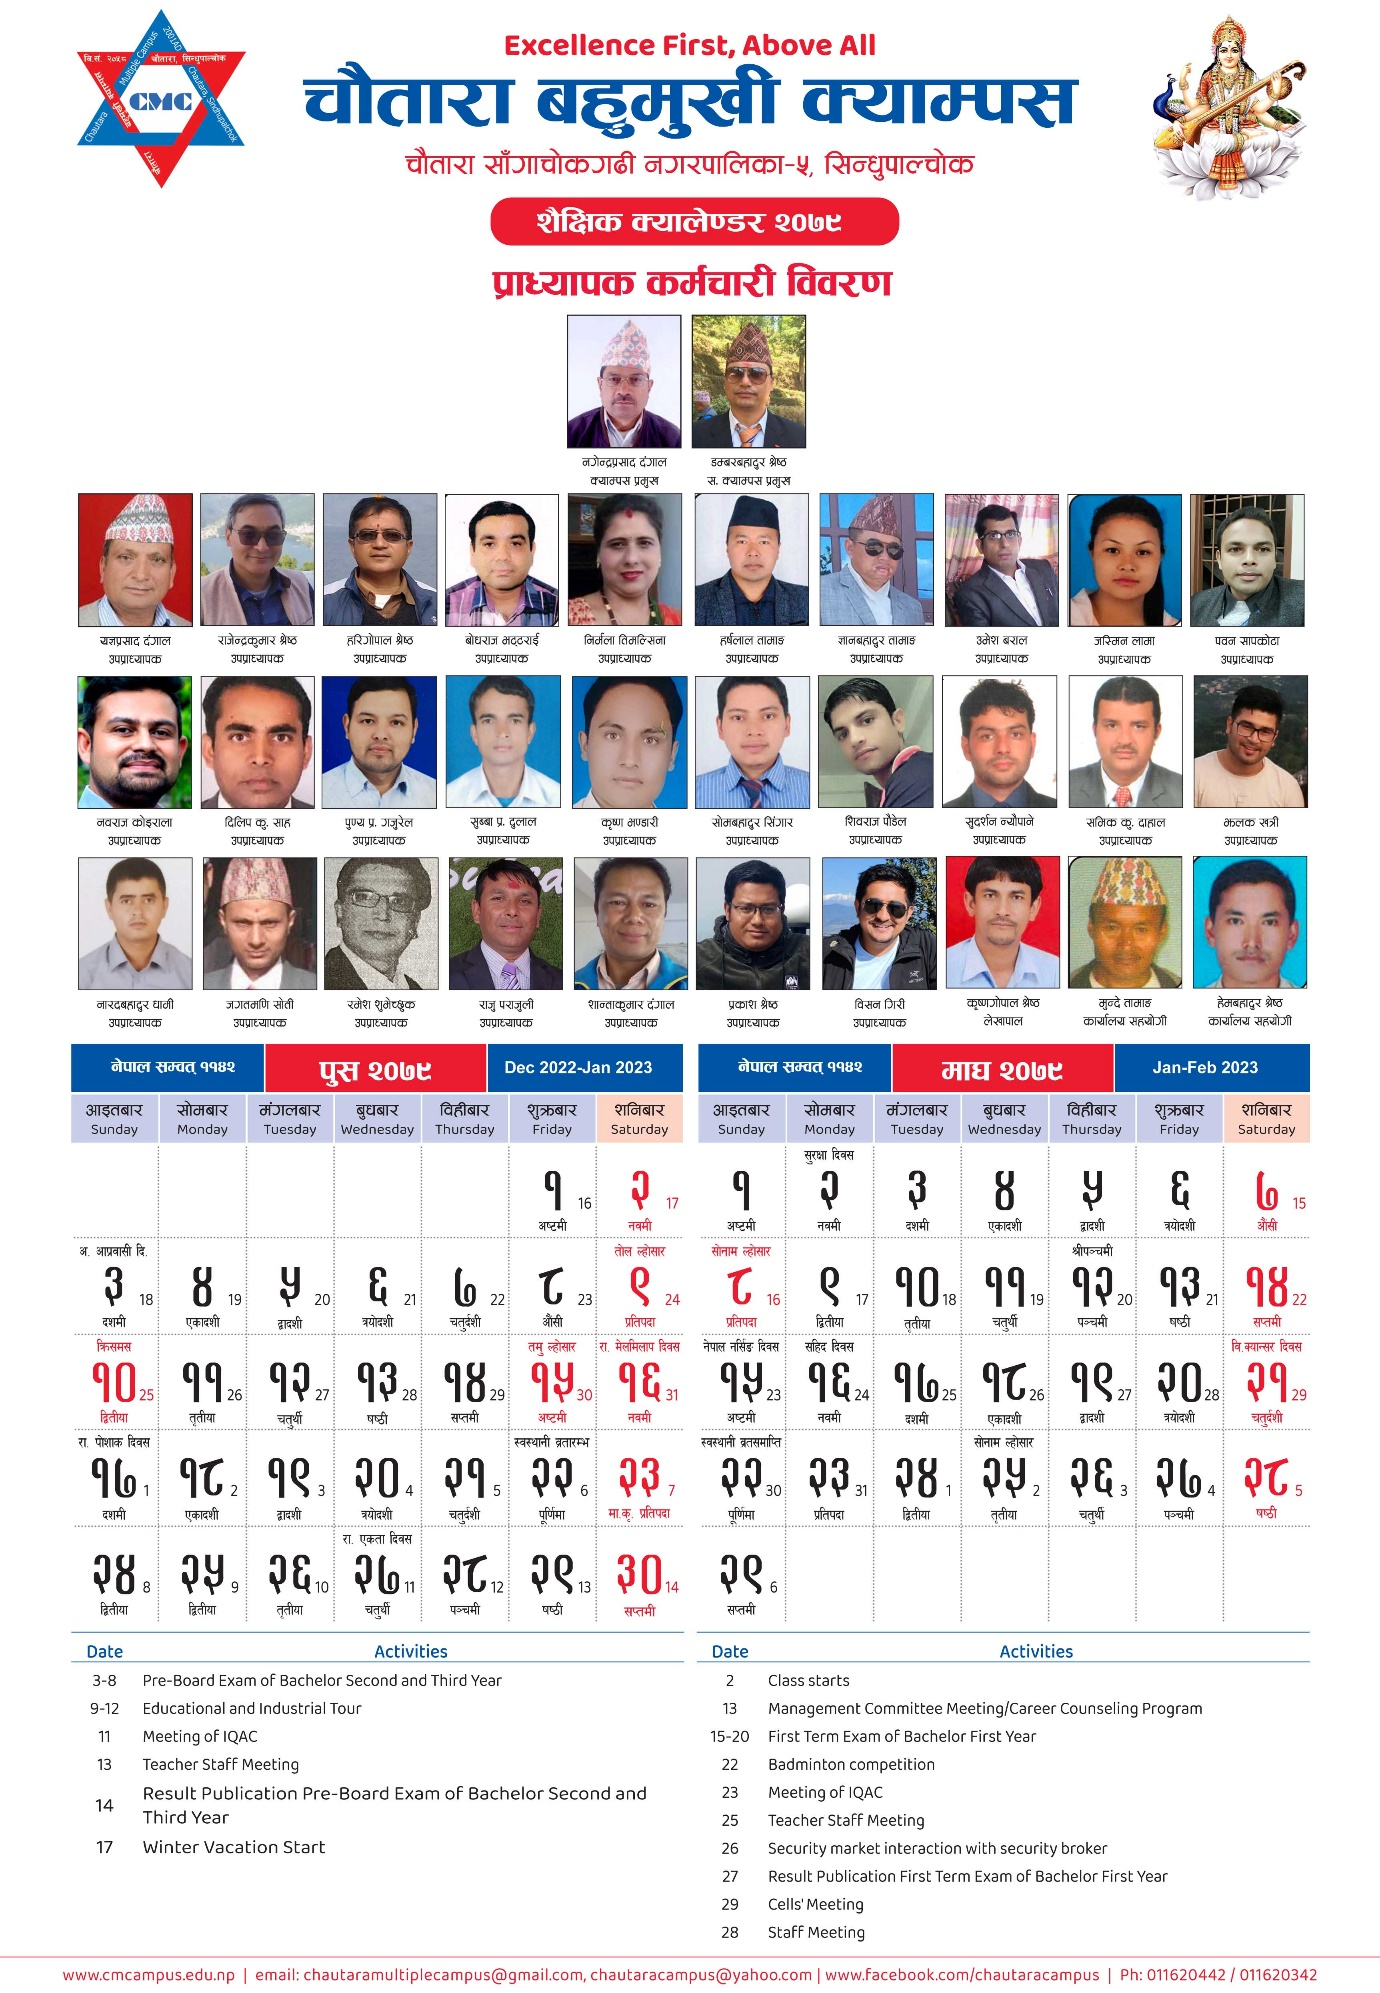 वि.सं. २०५८
चौतारा, सिन्धुपाल्चोक
Chautara Multiple Campus
2001AD
Chautara, Sindhupalchok
CMC
Excellence First, Above All
चौतारा बहुमुखी क्याम्पस
चौतारा साँगाचोकगढी नगरपालिका-५, सिन्धुपाल्चोक
शैक्षिक क्यालेण्डर २०७९
प्राध्यापक कर्मचारी विवरण
नगेन्द्रप्रसाद दंगाल डम्बरबहादुर श्रेष्ठ
क्याम्पस प्रमुख स. क्याम्पस प्रमुख
यज्ञप्रसाद दंगाल राजेन्द्रकुमार श्रेष्ठ हरिगोपाल श्रेष्ठ बोधराज भट्टराई निर्मला तिमल्सिना हर्षलाल तामाङ ज्ञानबहादुर तामाङ उमेश बराल जस्मिन लामा पवन सापकोटा
उपप्राध्यापक उपप्राध्यापक उपप्राध्यापक उपप्राध्यापक उपप्राध्यापक उपप्राध्यापक उपप्राध्यापक उपप्राध्यापक उपप्राध्यापक उपप्राध्यापक
नवराज कोइराला दिलिप कु. साह पुण्य प्र. गजुरेल सुब्बा प्र. दुलाल कृष्ण भण्डारी सोमबहादुर सिंगार शिवराज पौडेल सुदर्शन न्यौपाने समिक कु. दाहाल झलक खत्री
उपप्राध्यापक उपप्राध्यापक उपप्राध्यापक उपप्राध्यापक उपप्राध्यापक उपप्राध्यापक उपप्राध्यापक उपप्राध्यापक उपप्राध्यापक उपप्राध्यापक
नारदबहादुर धामी जगतमणि सोती रमेश शुभेच्छुक राजु पराजुली शान्ताकुमार दंगाल प्रकाश श्रेष्ठ विसन गिरी कृष्णगोपाल श्रेष्ठ मुन्दे तामाङ हेमबहादुर श्रेष्ठ
उपप्राध्यापक उपप्राध्यापक उपप्राध्यापक उपप्राध्यापक उपप्राध्यापक उपप्राध्यापक उपप्राध्यापक लेखापाल कार्यालय सहयोगी कार्यालय सहयोगी
नेपाल सम्वत् ११४२ पुस २०७९ Dec 2022-Jan 2023
आइतबार सोमबार मंगलबार बुधबार विहीबार शुक्रबार शनिबार
Sunday Monday Tuesday Wednesday Thursday Friday Saturday
१ 16 २ 17
अष्टमी नवमी
अ. आप्रवासी दि. तोल ल्होसार
३ 18 ४ 19 ५ 20 ६ 21 ७ 22 ८ 23 ९ 24
दशमी एकादशी द्वादशी त्रयोदशी चतुर्दशी औंसी प्रतिपदा
क्रिसमस तमु ल्होसार रा. मेलमिलाप दिवस
१० 25 ११ 26 १२ 27 १३ 28 १४ 29 १५ 30 १६ 31
द्वितीया तृतीया चतुर्थी षष्ठी सप्तमी अष्टमी नवमी
रा. पोशाक दिवस स्वस्थानी व्रतारम्भ
१७ 1 १८ 2 १९ 3 २० 4 २१ 5 २२ 6 २३ 7
दशमी एकादशी द्वादशी त्रयोदशी चतुर्दशी पूर्णिमा मा.कृ. प्रतिपदा
रा. एकता दिवस
२४ 8 २५ 9 २६ 10 २७ 11 २८ 12 २९ 13 ३० 14
द्वितीया द्वितीया तृतीया चतुर्थी पञ्चमी षष्ठी सप्तमी
Date Activities
3-8 Pre-Board Exam of Bachelor Second and Third Year
9-12 Educational and Industrial Tour
11 Meeting of IQAC
13 Teacher Staff Meeting
14 Result Publication Pre-Board Exam of Bachelor Second and
Third Year
17 Winter Vacation Start
नेपाल सम्वत् ११४२ माघ २०७९ Jan-Feb 2023
आइतबार सोमबार मंगलबार बुधबार विहीबार शुक्रबार शनिबार
Sunday Monday Tuesday Wednesday Thursday Friday Saturday
सुरक्षा दिवस
१ २ ३ ४ ५ ६ ७ 15
अष्टमी नवमी दशमी एकादशी द्वादशी त्रयोदशी औंसी
सोनाम ल्होसार श्रीपञ्चमी
८ 16 ९ 17 १० 18 ११ 19 १२ 20 १३ 21 १४ 22
प्रतिपदा द्वितीया तृतीया चतुर्थी पञ्चमी षष्ठी सप्तमी
नेपाल नर्सिङ दिवस सहिद दिवस वि.क्यान्सर दिवस
१५ 23 १६ 24 १७ 25 १८ 26 १९ 27 २० 28 २१ 29
अष्टमी नवमी दशमी एकादशी द्वादशी त्रयोदशी चतुर्दशी
स्वस्थानी व्रतसमाप्ति सोनाम ल्होसार
२२ 30 २३ 31 २४ 1 २५ 2 २६ 3 २७ 4 २८ 5
पूर्णिमा प्रतिपदा द्वितीया तृतीया चतुर्थी पञ्चमी षष्ठी
२९ 6
सप्तमी
Date Activities
2 Class starts
13 Management Committee Meeting/Career Counseling Program
15-20 First Term Exam of Bachelor First Year
22 Badminton competition
23 Meeting of IQAC
25 Teacher Staff Meeting
26 Security market interaction with security broker
27 Result Publication First Term Exam of Bachelor First Year
29 Cells' Meeting
28 Staff Meeting
www.cmcampus.edu.np | email: chautaramultiplecampus@gmail.com, chautaracampus@yahoo.com | www.facebook.com/chautaracampus | Ph: 011620442 / 011620342